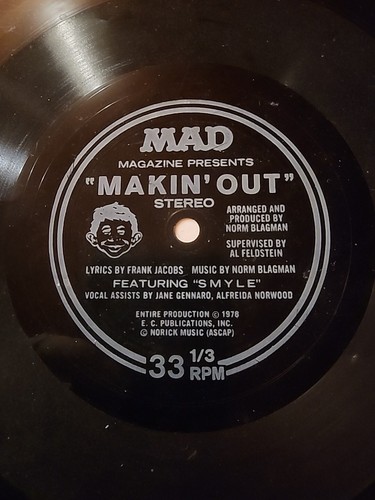 MAD
MAGAZINE PRESENTS
"MAKIN' OUT"
STEREO
ARRANGED AND
PRODUCED BY
NORM BLAGMAN
SUPERVISED BY
AL FELDSTEIN
LYRICS BY FRANK JACOBS MUSIC BY NORM BLAGMAN
FEATURING "SMYLE"
VOCAL ASSISTS BY JANE GENNARO, ALFREIDA NORWOOD
ENTIRE PRODUCTION © 1978
E. C. PUBLICATIONS, INC.
© NORICK MUSIC (ASCAP)
33 1/3
RPM